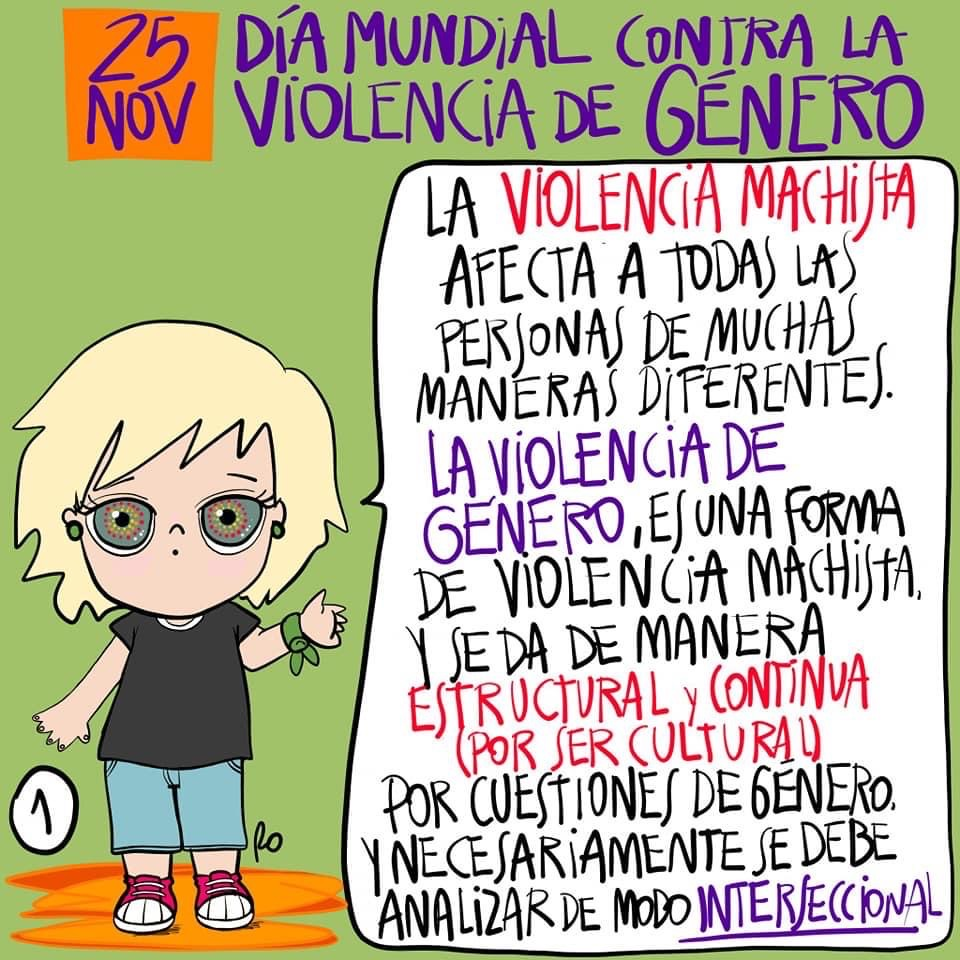 25
NOV
DÍA MUNDIAL CONTRA LA
VIOLENCIA DE GÉNERO
LA VIOLENCIA MACHISTA
AFECTA A TODAS LAS
PERSONAS DE MUCHAS
MANERAS DIFERENTES.
LA VIOLENCIA DE
GÉNERO, ES UNA FORMA
DE VIOLENCIA MACHISTA.
Y SE DA DE MANERA
ESTRUCTURAL Y CONTINUA
(POR SER CULTURAL)
POR CUESTIONES DE GÉNERO.
Y NECESARIAMENTE SE DEBE
ANALIZAR DE MODO INTERSECCIONAL
1
RO